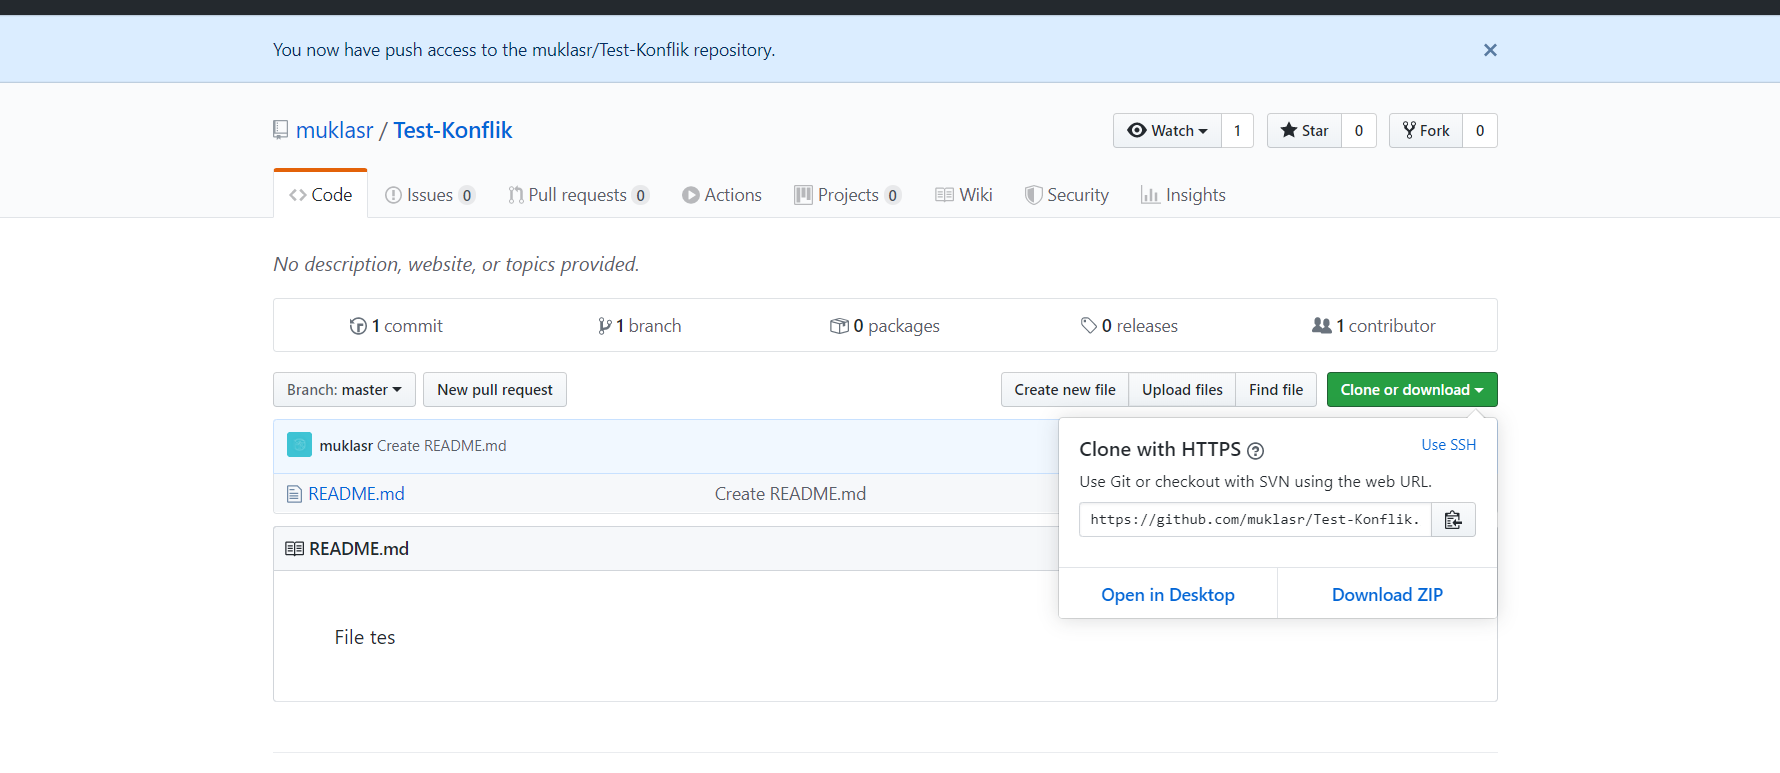 You now have push access to the muklasr/Test-Konflik repository.
muklasr / Test-Konflik
Watch 1 Star 0 Fork 0
Code Issues 0 Pull requests 0 Actions Projects 0 Wiki Security Insights
No description, website, or topics provided.
1 commit 1 branch 0 packages 0 releases 1 contributor
Branch: master New pull request Create new file Upload files Find file Clone or download
muklasr Create README.md
README.md Create README.md
README.md
File tes
Clone with HTTPS Use SSH
Use Git or checkout with SVN using the web URL.
https://github.com/muklasr/Test-Konflik.
Open in Desktop Download ZIP